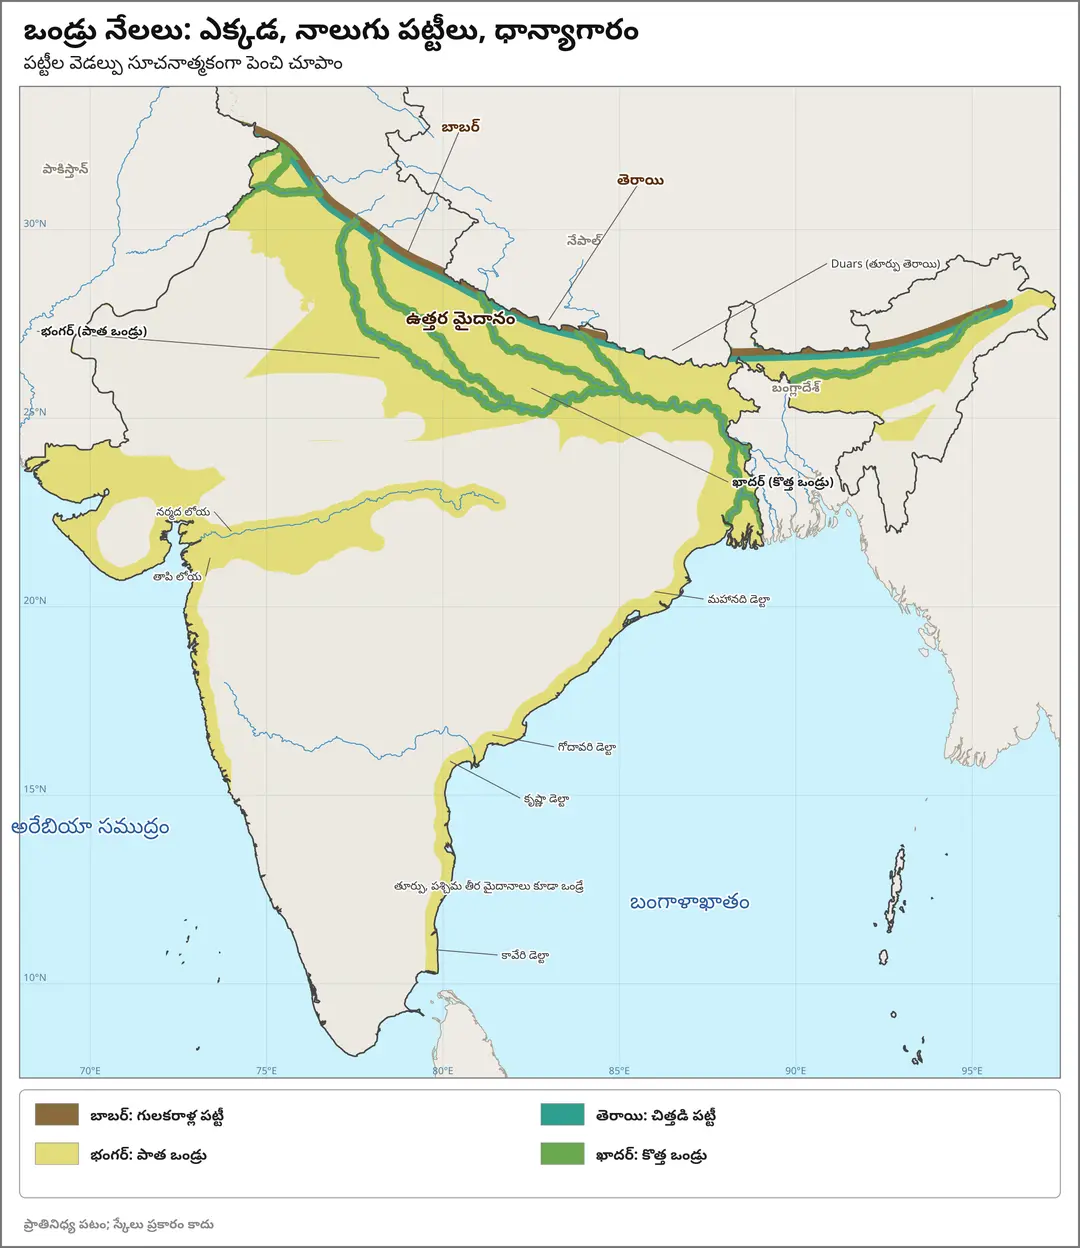 ఒండ్రు నేలలు: ఎక్కడ, నాలుగు పట్టీలు, ధాన్యాగారం
పట్టీల వెడల్పు సూచనాత్మకంగా పెంచి చూపాం
బాబర్
పాకిస్తాన్
తెరాయి
30°N
నేపాల్
Duars (తూర్పు తెరాయి)
ఉత్తర మైదానం
భంగర్ (పాత ఒండ్రు)
బంగ్లాదేశ్
25°N
ఖాదర్ (కొత్త ఒండ్రు)
నర్మద లోయ
తాపి లోయ
20°N
మహానది డెల్టా
గోదావరి డెల్టా
15°N
కృష్ణా డెల్టా
అరేబియా సముద్రం
తూర్పు, పశ్చిమ తీర మైదానాలు కూడా ఒండ్రే
బంగాళాఖాతం
కావేరి డెల్టా
10°N
70°E 75°E 80°E 85°E 90°E 95°E
బాబర్: గులకరాళ్ల పట్టీ
తెరాయి: చిత్తడి పట్టీ
భంగర్: పాత ఒండ్రు
ఖాదర్: కొత్త ఒండ్రు
ప్రాతినిధ్య పటం; స్కేలు ప్రకారం కాదు